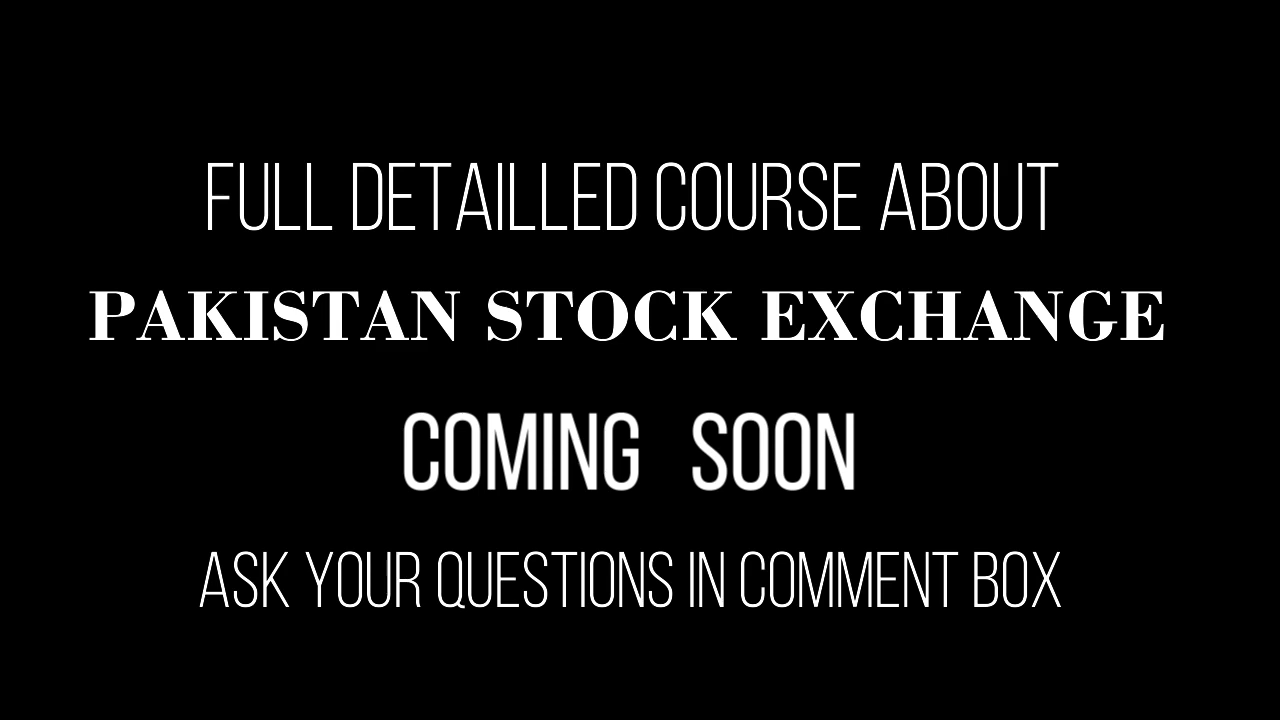 FULL DETAILLED COURSE ABOUT
PAKISTAN STOCK EXCHANGE
COMING SOON
ASK YOUR QUESTIONS IN COMMENT BOX